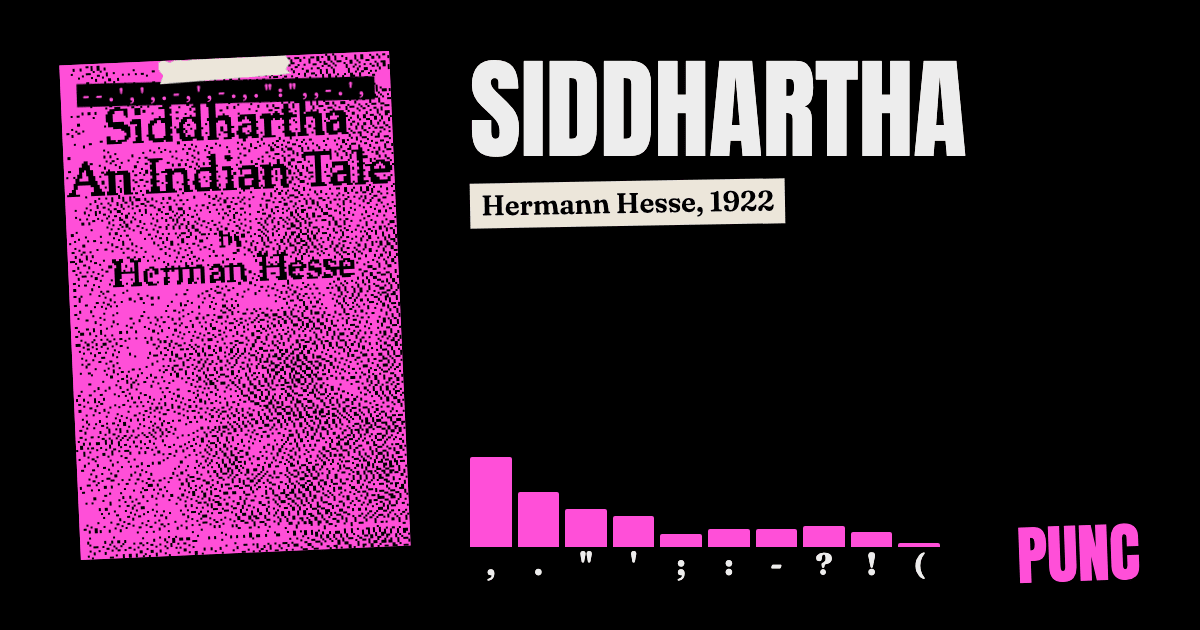 --.',',.-,',-.,.":",,-.',.
Siddhartha
An Indian Tale
by
Herman Hesse
SIDDHARTHA
Hermann Hesse, 1922
, . " ' ; : - ? ! (
PUNC